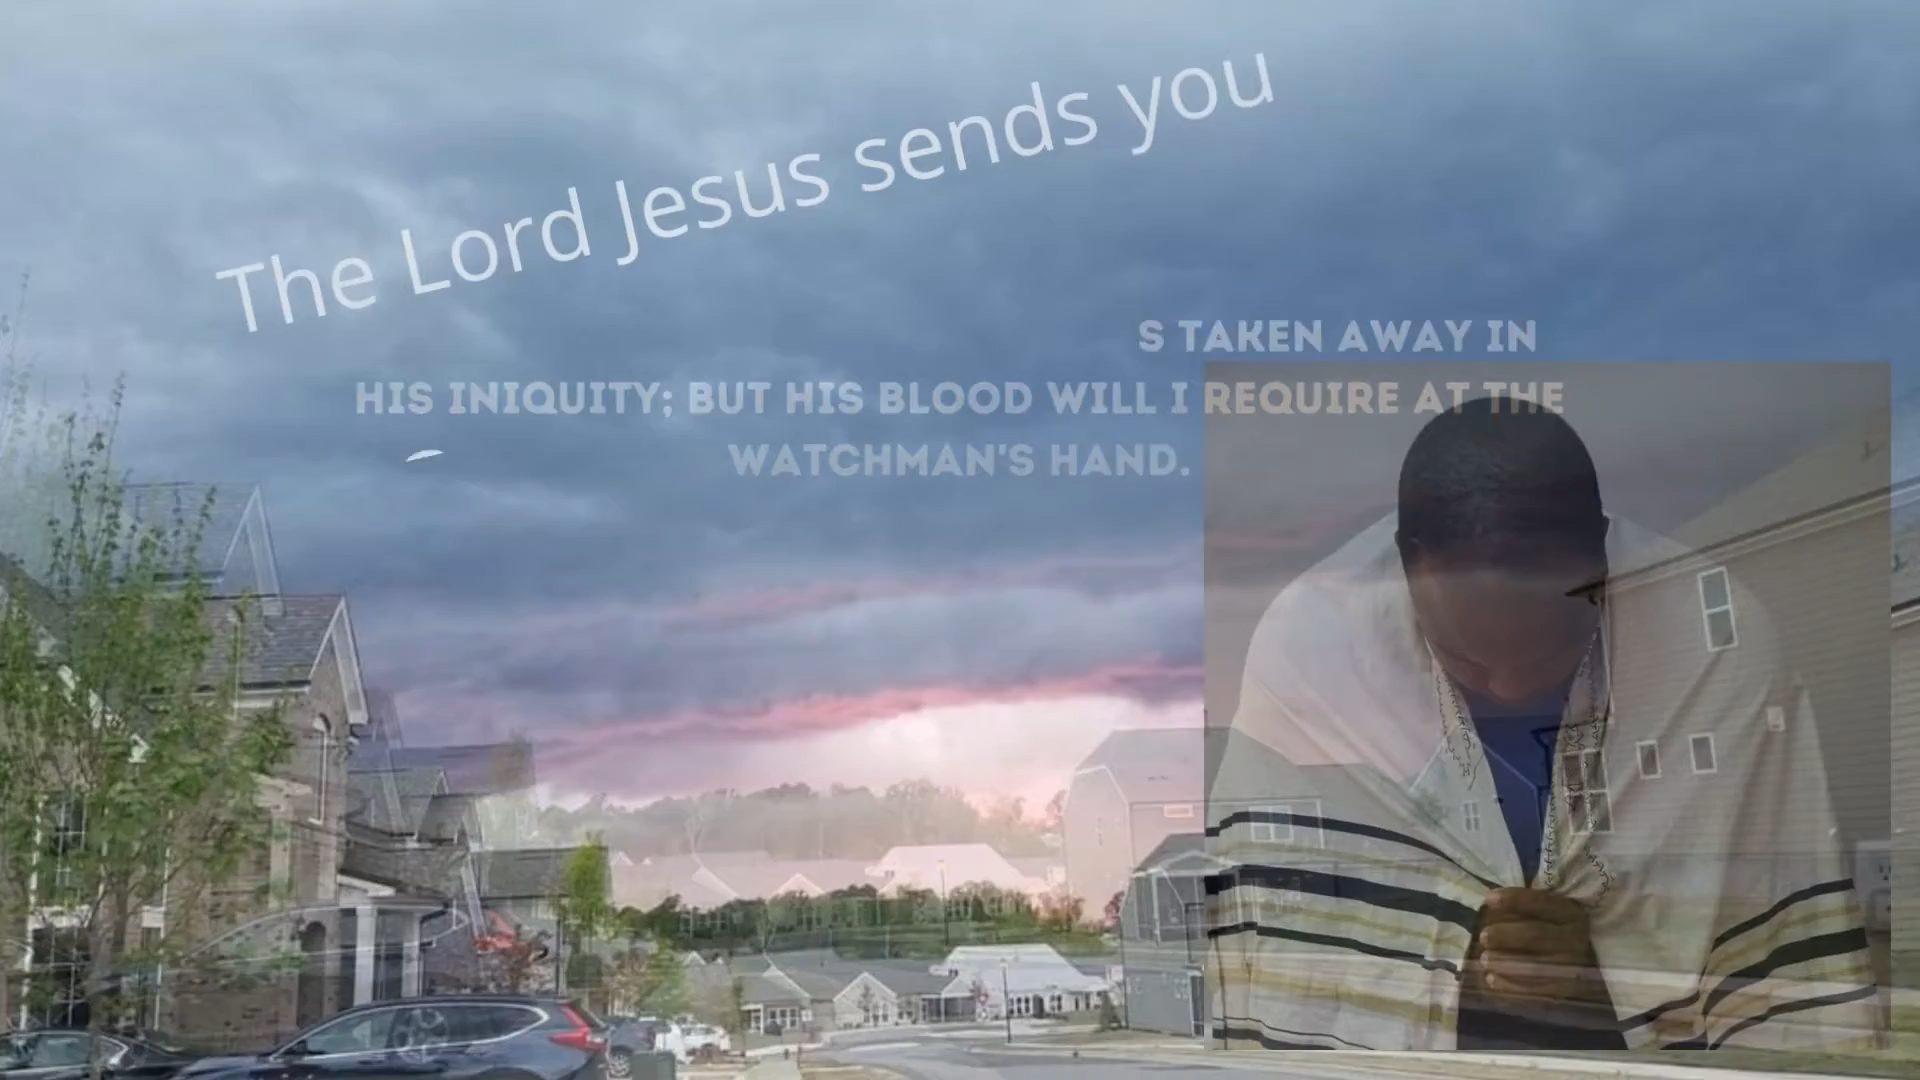 The Lord Jesus sends you
S TAKEN AWAY IN
HIS INIQUITY; BUT HIS BLOOD WILL I REQUIRE AT THE
WATCHMAN'S HAND.